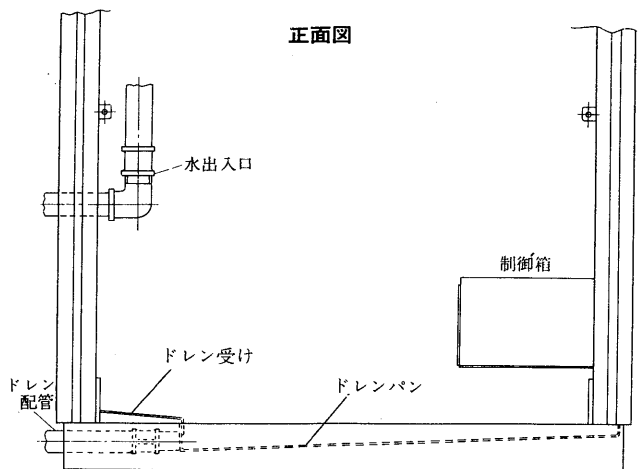 正面図
水出入口
制御箱
ドレン受け
ドレン
配管
ドレンパン